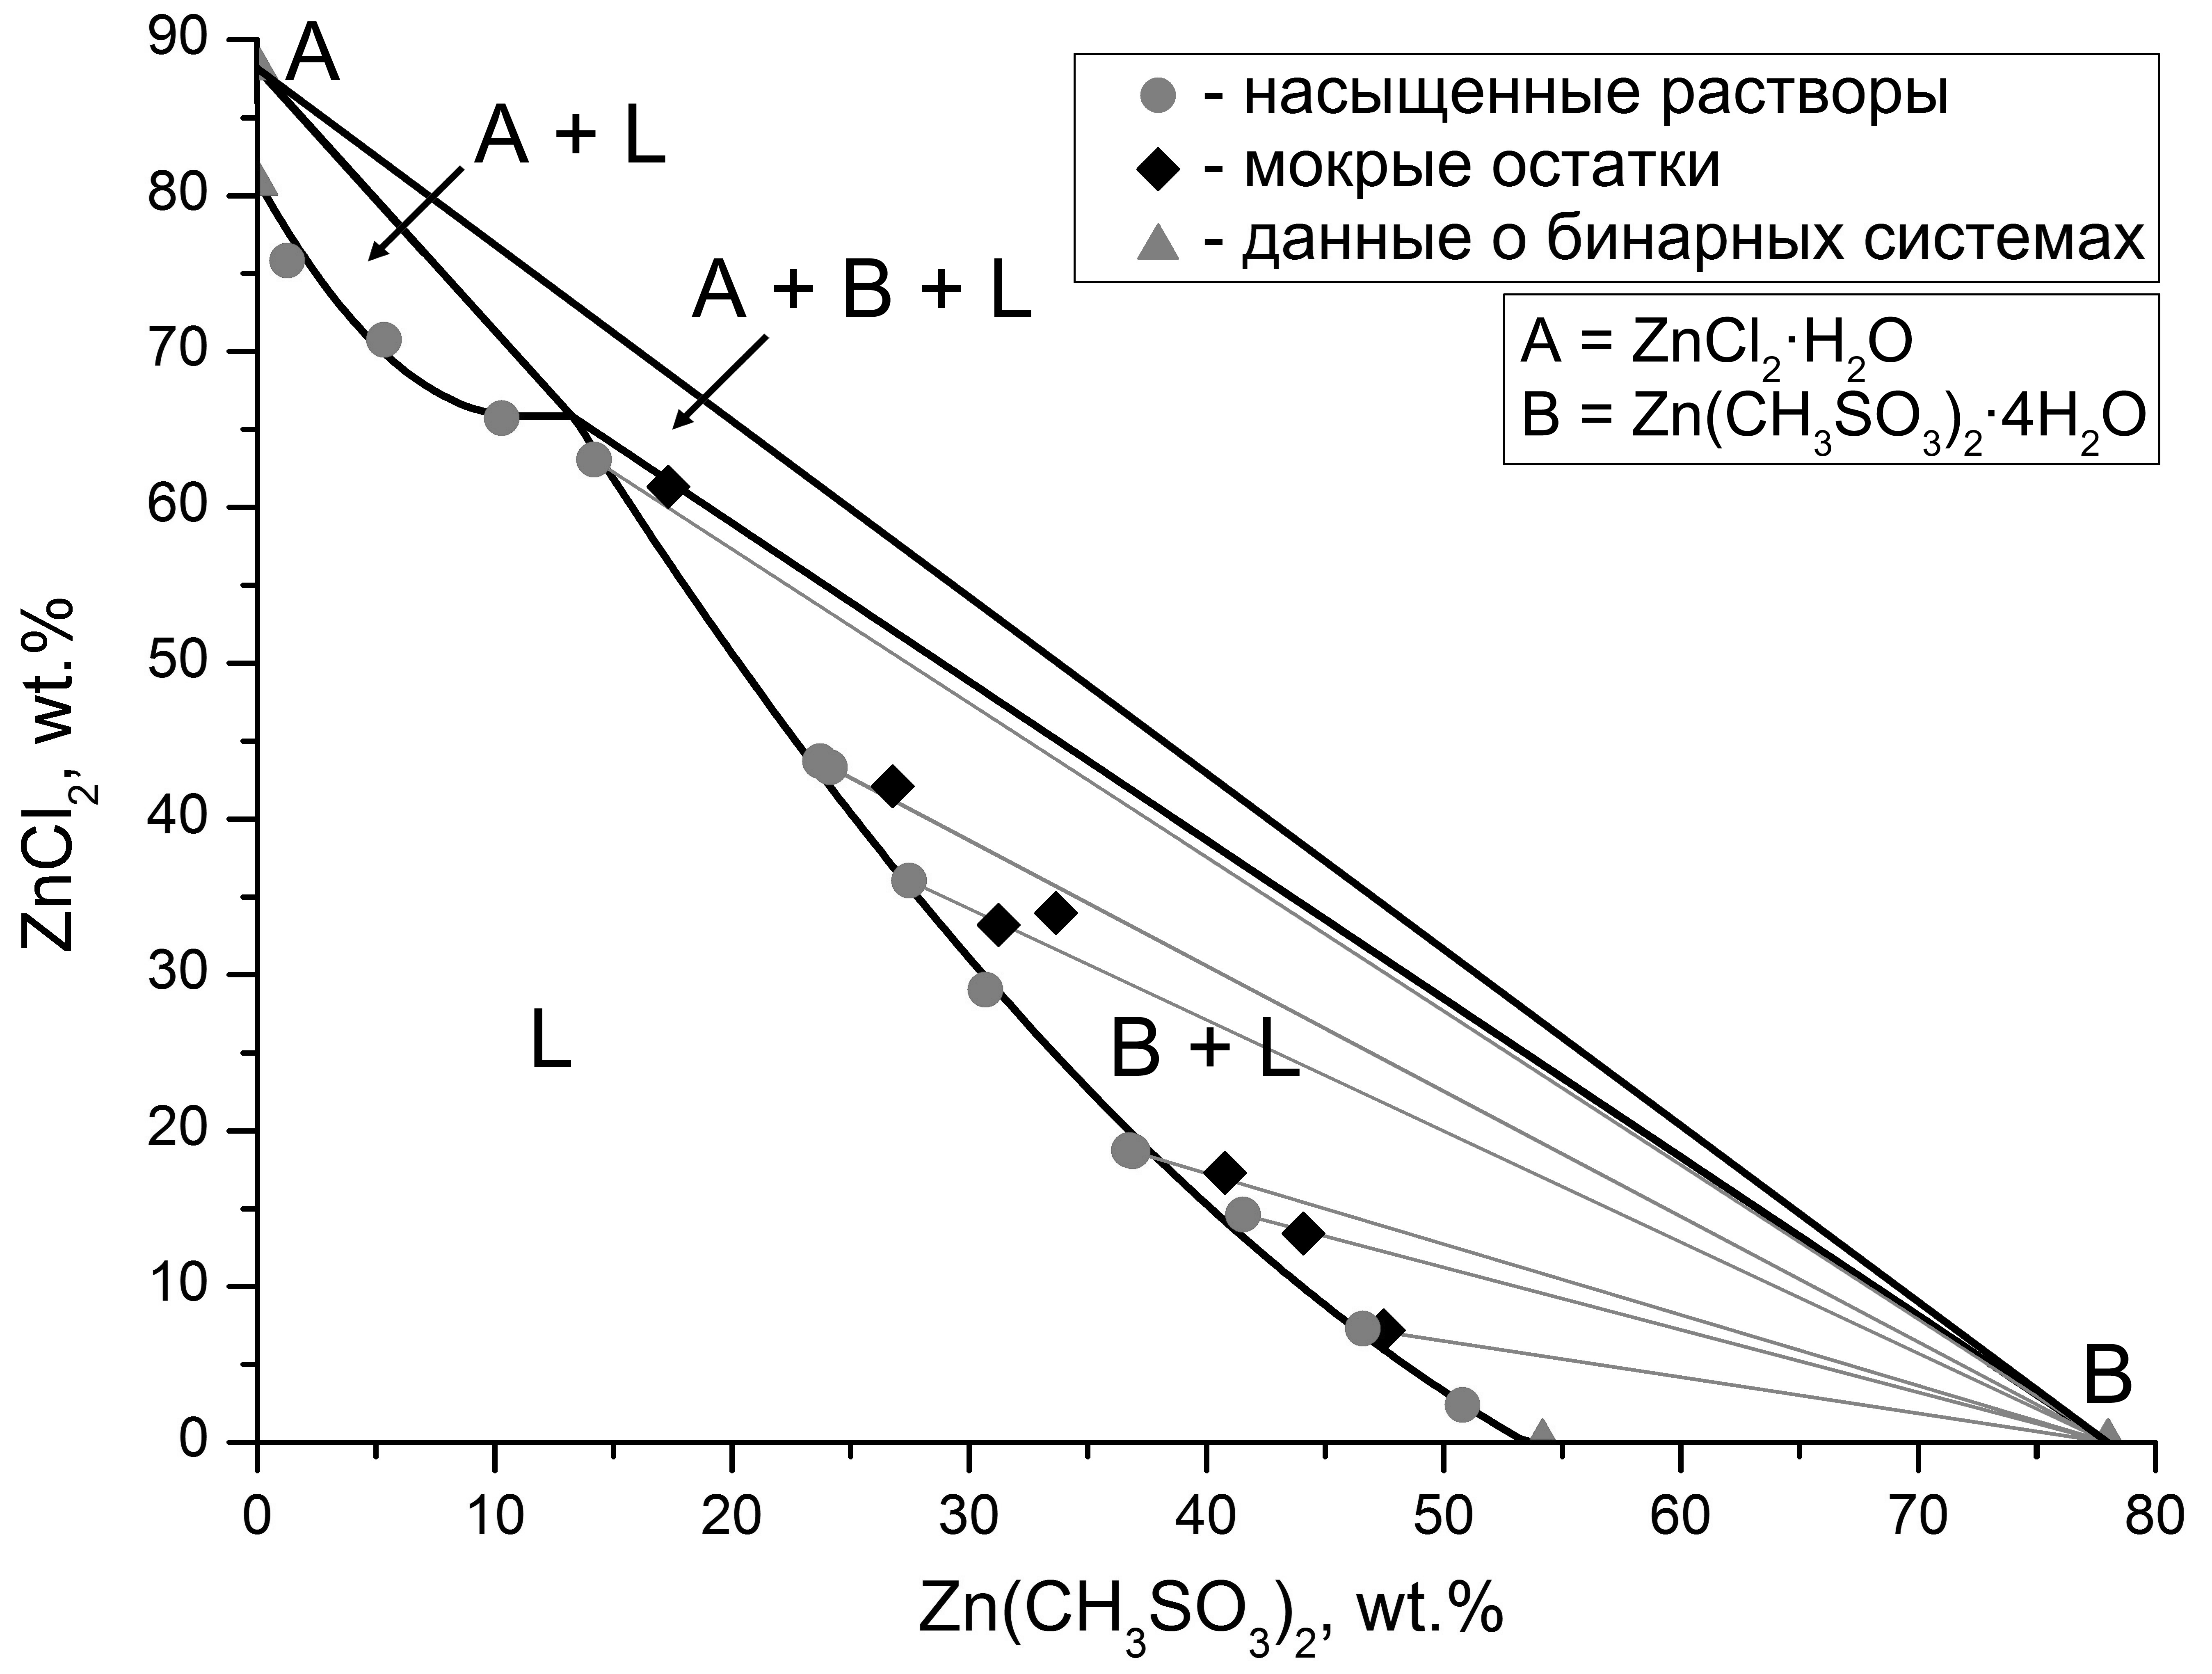 90
80
70
60
50
40
30
20
10
0
ZnCl₂, wt.%
A
A + L
A + B + L
L
B + L
B
- насыщенные растворы
- мокрые остатки
- данные о бинарных системах
A = ZnCl₂·H₂O
B = Zn(CH₃SO₃)₂·4H₂O
0 10 20 30 40 50 60 70 80
Zn(CH₃SO₃)₂, wt.%